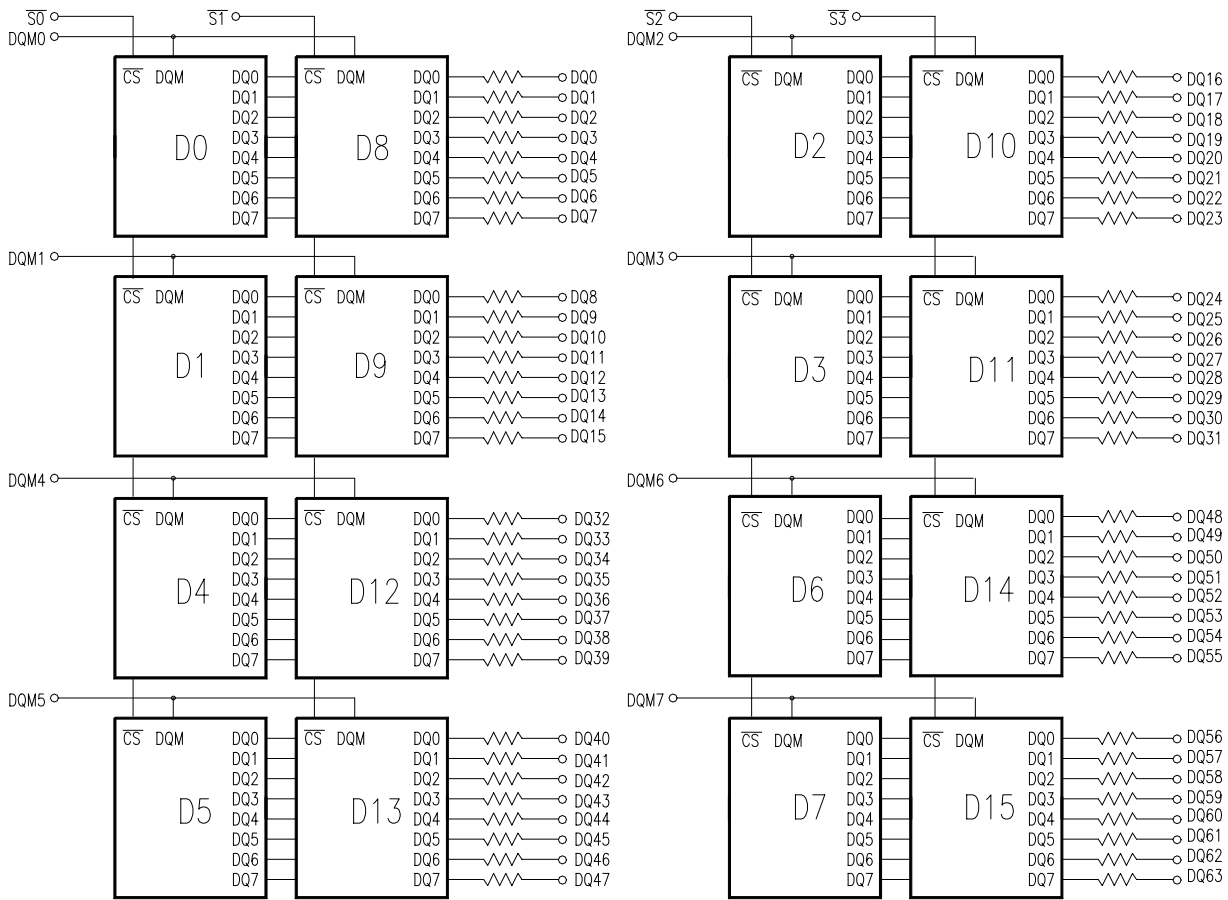 S0 S1
DQM0
CS DQM DQ0 CS DQM DQ0 DQ0
DQ1 DQ1 DQ1
DQ2 DQ2 DQ2
D0 DQ3 D8 DQ3 DQ3
DQ4 DQ4 DQ4
DQ5 DQ5 DQ5
DQ6 DQ6 DQ6
DQ7 DQ7 DQ7
DQM1
CS DQM DQ0 CS DQM DQ0 DQ8
DQ1 DQ1 DQ9
DQ2 DQ2 DQ10
D1 DQ3 D9 DQ3 DQ11
DQ4 DQ4 DQ12
DQ5 DQ5 DQ13
DQ6 DQ6 DQ14
DQ7 DQ7 DQ15
DQM4
CS DQM DQ0 CS DQM DQ0 DQ32
DQ1 DQ1 DQ33
DQ2 DQ2 DQ34
D4 DQ3 D12 DQ3 DQ35
DQ4 DQ4 DQ36
DQ5 DQ5 DQ37
DQ6 DQ6 DQ38
DQ7 DQ7 DQ39
DQM5
CS DQM DQ0 CS DQM DQ0 DQ40
DQ1 DQ1 DQ41
DQ2 DQ2 DQ42
D5 DQ3 D13 DQ3 DQ43
DQ4 DQ4 DQ44
DQ5 DQ5 DQ45
DQ6 DQ6 DQ46
DQ7 DQ7 DQ47
S2 S3
DQM2
CS DQM DQ0 CS DQM DQ0 DQ16
DQ1 DQ1 DQ17
DQ2 DQ2 DQ18
D2 DQ3 D10 DQ3 DQ19
DQ4 DQ4 DQ20
DQ5 DQ5 DQ21
DQ6 DQ6 DQ22
DQ7 DQ7 DQ23
DQM3
CS DQM DQ0 CS DQM DQ0 DQ24
DQ1 DQ1 DQ25
DQ2 DQ2 DQ26
D3 DQ3 D11 DQ3 DQ27
DQ4 DQ4 DQ28
DQ5 DQ5 DQ29
DQ6 DQ6 DQ30
DQ7 DQ7 DQ31
DQM6
CS DQM DQ0 CS DQM DQ0 DQ48
DQ1 DQ1 DQ49
DQ2 DQ2 DQ50
D6 DQ3 D14 DQ3 DQ51
DQ4 DQ4 DQ52
DQ5 DQ5 DQ53
DQ6 DQ6 DQ54
DQ7 DQ7 DQ55
DQM7
CS DQM DQ0 CS DQM DQ0 DQ56
DQ1 DQ1 DQ57
DQ2 DQ2 DQ58
D7 DQ3 D15 DQ3 DQ59
DQ4 DQ4 DQ60
DQ5 DQ5 DQ61
DQ6 DQ6 DQ62
DQ7 DQ7 DQ63